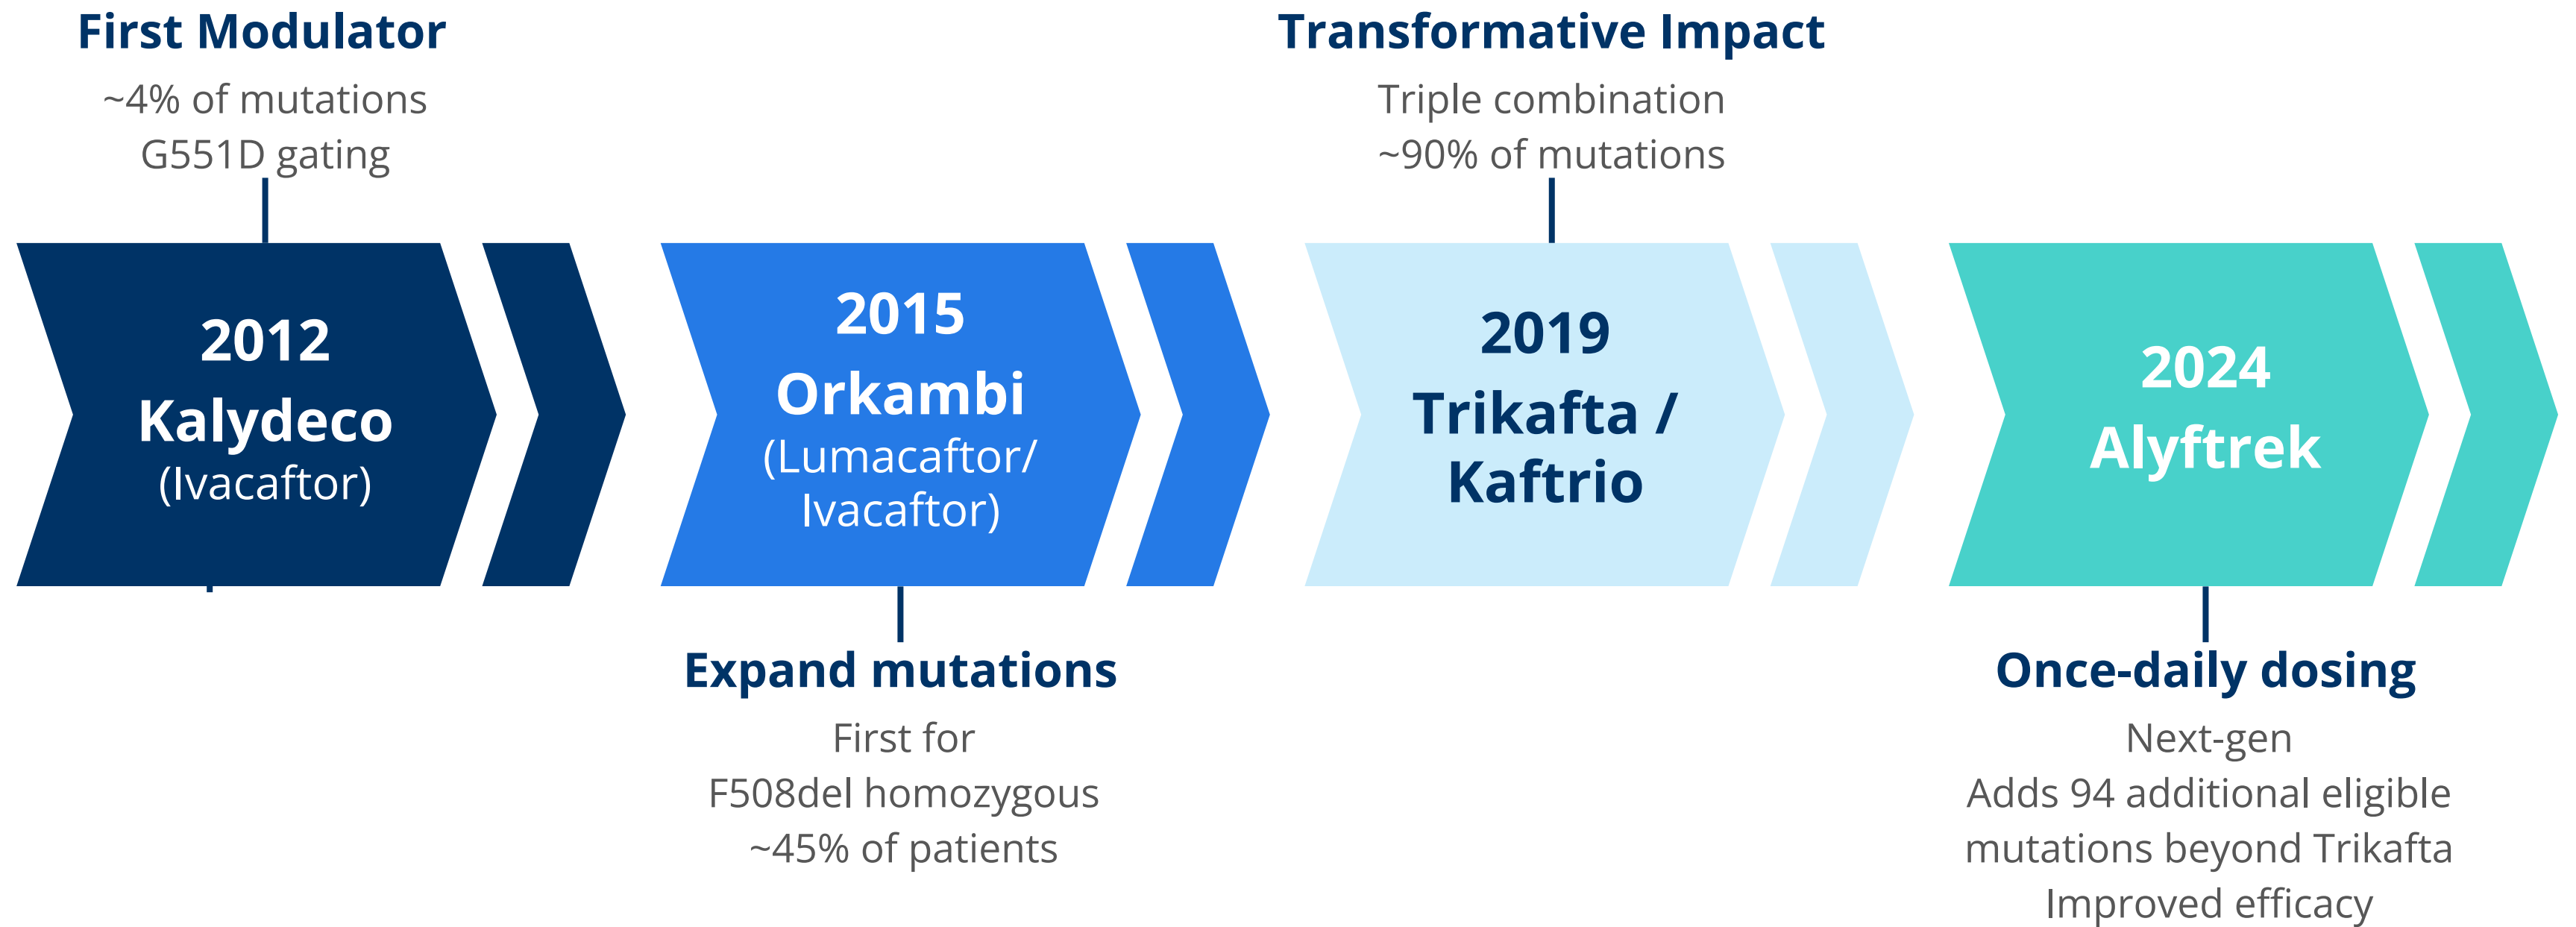 First Modulator
~4% of mutations
G551D gating
2012
Kalydeco
(Ivacaftor)
2015
Orkambi
(Lumacaftor/
Ivacaftor)
Expand mutations
First for
F508del homozygous
~45% of patients
Transformative Impact
Triple combination
~90% of mutations
2019
Trikafta /
Kaftrio
2024
Alyftrek
Once-daily dosing
Next-gen
Adds 94 additional eligible
mutations beyond Trikafta
Improved efficacy